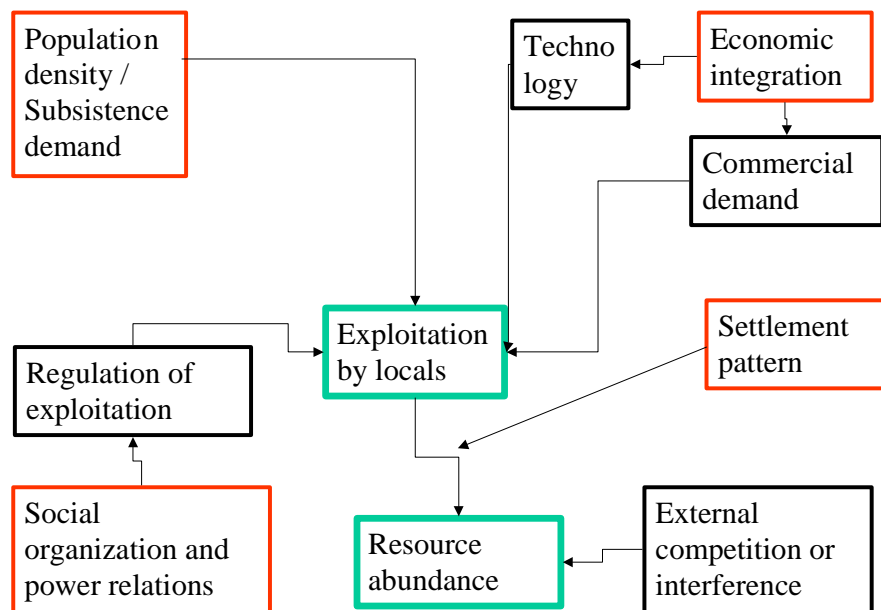 Population
density /
Subsistence
demand
Techno
logy
Economic
integration
Commercial
demand
Exploitation
by locals
Settlement
pattern
Regulation of
exploitation
Social
organization and
power relations
Resource
abundance
External
competition or
interference